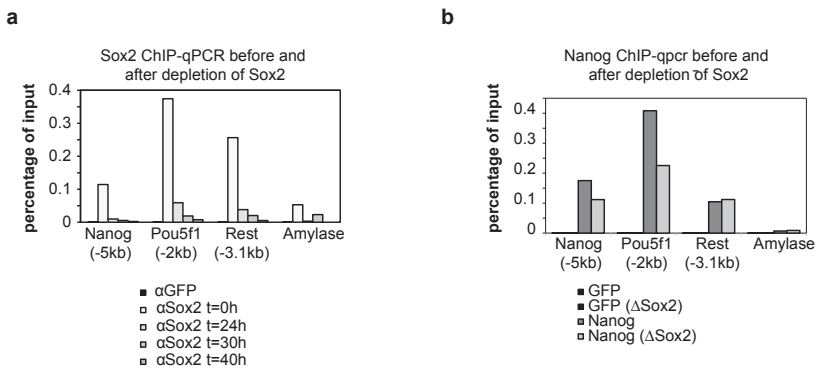 a
Sox2 ChIP-qPCR before and
after depletion of Sox2
percentage of input
0.4
0.3
0.2
0.1
0
Nanog Pou5f1 Rest Amylase
(-5kb) (-2kb) (-3.1kb)
αGFP
αSox2 t=0h
αSox2 t=24h
αSox2 t=30h
αSox2 t=40h
b
Nanog ChIP-qpcr before and
after depletion of Sox2
percentage of input
0.4
0.3
0.2
0.1
0
Nanog Pou5f1 Rest Amylase
(-5kb) (-2kb) (-3.1kb)
GFP
GFP (ΔSox2)
Nanog
Nanog (ΔSox2)